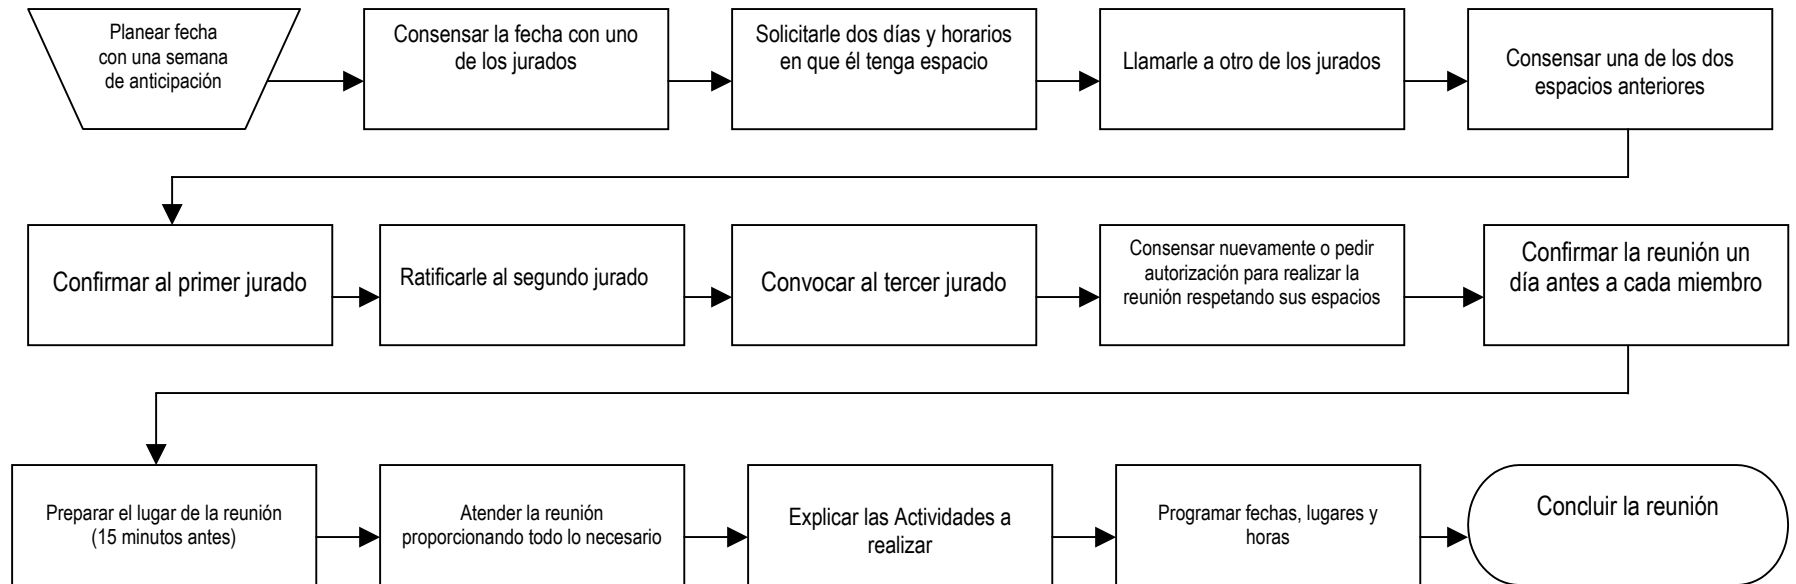 Planear fecha
con una semana
de anticipación
Consensar la fecha con uno
de los jurados
Solicitarle dos días y horarios
en que él tenga espacio
Llamarle a otro de los jurados
Consensar una de los dos
espacios anteriores
Confirmar al primer jurado
Ratificarle al segundo jurado
Convocar al tercer jurado
Consensar nuevamente o pedir
autorización para realizar la
reunión respetando sus espacios
Confirmar la reunión un
día antes a cada miembro
Preparar el lugar de la reunión
(15 minutos antes)
Atender la reunión
proporcionando todo lo necesario
Explicar las Actividades a
realizar
Programar fechas, lugares y
horas
Concluir la reunión